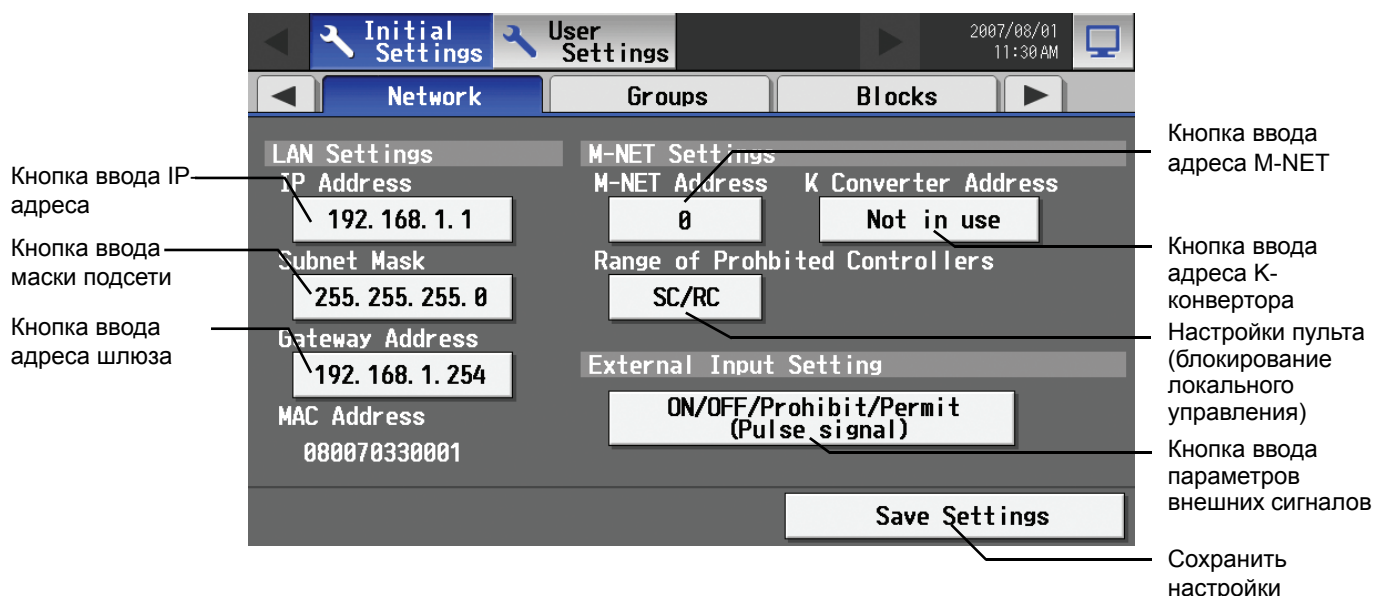 Initial
Settings
User
Settings
2007/08/01
11:30 AM
Network
Groups
Blocks
LAN Settings
IP Address
192.168.1.1
Subnet Mask
255.255.255.0
Gateway Address
192.168.1.254
MAC Address
080070330001
M-NET Settings
M-NET Address
0
K Converter Address
Not in use
Range of Prohbited Controllers
SC/RC
External Input Setting
ON/OFF/Prohibit/Permit
(Pulse signal)
Save Settings
Кнопка ввода IP
адреса
Кнопка ввода
маски подсети
Кнопка ввода
адреса шлюза
Кнопка ввода
адреса M-NET
Кнопка ввода
адреса K-
конвертора
Настройки пульта
(блокирование
локального
управления)
Кнопка ввода
параметров
внешних сигналов
Сохранить
настройки